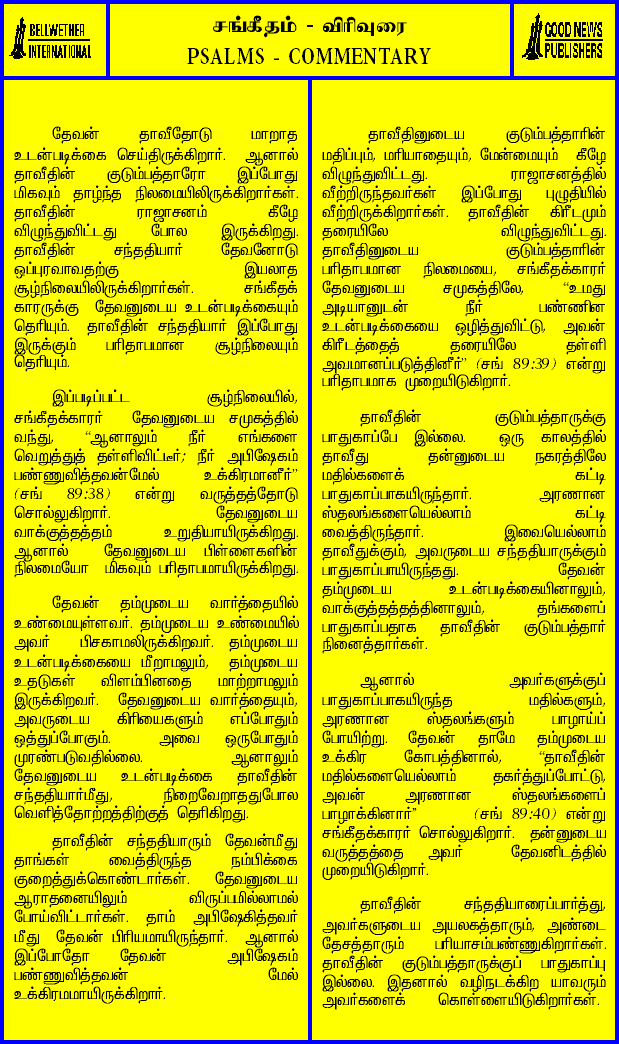 BELLWETHER
INTERNATIONAL
சங்கீதம் - விரிவுரை
PSALMS - COMMENTARY
GOOD NEWS
PUBLISHERS
தேவன் தாவீதோடு மாறாத
உடன்படிக்கை செய்திருக்கிறார். ஆனால்
தாவீதின் குடும்பத்தாரோ இப்போது
மிகவும் தாழ்ந்த நிலமையிலிருக்கிறார்கள்.
தாவீதின் ராஜாசனம் கீழே
விழுந்துவிட்டது போல இருக்கிறது.
தாவீதின் சந்ததியார் தேவனோடு
ஒப்புரவாவதற்கு இயலாத
சூழ்நிலையிலிருக்கிறார்கள். சங்கீதக்
காரருக்கு தேவனுடைய உடன்படிக்கையும்
தெரியும். தாவீதின் சந்ததியார் இப்போது
இருக்கும் பரிதாபமான சூழ்நிலையும்
தெரியும்.
இப்படிப்பட்ட சூழ்நிலையில்,
சங்கீதக்காரர் தேவனுடைய சமுகத்தில்
வந்து, “ஆனாலும் நீர் எங்களை
வெறுத்துத் தள்ளிவிட்டீர்; நீர் அபிஷேகம்
பண்ணுவித்தவன்மேல் உக்கிரமானீர்”
(சங் 89:38) என்று வருத்தத்தோடு
சொல்லுகிறார். தேவனுடைய
வாக்குத்தத்தம் உறுதியாயிருக்கிறது.
ஆனால் தேவனுடைய பிள்ளைகளின்
நிலமையோ மிகவும் பரிதாபமாயிருக்கிறது.
தேவன் தம்முடைய வார்த்தையில்
உண்மையுள்ளவர். தம்முடைய உண்மையில்
அவர் பிசகாமலிருக்கிறவர். தம்முடைய
உடன்படிக்கையை மீறாமலும், தம்முடைய
உதடுகள் விளம்பினதை மாற்றாமலும்
இருக்கிறவர். தேவனுடைய வார்த்தையும்,
அவருடைய கிரியைகளும் எப்போதும்
ஒத்துப்போகும். அவை ஒருபோதும்
முரண்படுவதில்லை. ஆனாலும்
தேவனுடைய உடன்படிக்கை தாவீதின்
சந்ததியார்மீது, நிறைவேறாததுபோல
வெளித்தோற்றத்திற்குத் தெரிகிறது.
தாவீதின் சந்ததியாரும் தேவன்மீது
தாங்கள் வைத்திருந்த நம்பிக்கை
குறைத்துக்கொண்டார்கள். தேவனுடைய
ஆராதனையிலும் விருப்பமில்லாமல்
போய்விட்டார்கள். தாம் அபிஷேகித்தவர்
மீது தேவன் பிரியமாயிருந்தார். ஆனால்
இப்போதோ தேவன் அபிஷேகம்
பண்ணுவித்தவன் மேல்
உக்கிரமமாயிருக்கிறார்.
தாவீதினுடைய குடும்பத்தாரின்
மதிப்பும், மரியாதையும், மேன்மையும் கீழே
விழுந்துவிட்டது. ராஜாசனத்தில்
வீற்றிருந்தவர்கள் இப்போது புழுதியில்
வீற்றிருக்கிறார்கள். தாவீதின் கிரீடமும்
தரையிலே விழுந்துவிட்டது.
தாவீதினுடைய குடும்பத்தாரின்
பரிதாபமான நிலமையை, சங்கீதக்காரர்
தேவனுடைய சமுகத்திலே, “உமது
அடியானுடன் நீர் பண்ணின
உடன்படிக்கையை ஒழித்துவிட்டு, அவன்
கிரீடத்தைத் தரையிலே தள்ளி
அவமானப்படுத்தினீர்” (சங் 89:39) என்று
பரிதாபமாக முறையிடுகிறார்.
தாவீதின் குடும்பத்தாருக்கு
பாதுகாப்பே இல்லை. ஒரு காலத்தில்
தாவீது தன்னுடைய நகரத்திலே
மதில்களைக் கட்டி
பாதுகாப்பாகயிருந்தார். அரணான
ஸ்தலங்களையெல்லாம் கட்டி
வைத்திருந்தார். இவையெல்லாம்
தாவீதுக்கும், அவருடைய சந்ததியாருக்கும்
பாதுகாப்பாயிருந்தது. தேவன்
தம்முடைய உடன்படிக்கையினாலும்,
வாக்குத்தத்தத்தினாலும், தங்களைப்
பாதுகாப்பதாக தாவீதின் குடும்பத்தார்
நினைத்தார்கள்.
ஆனால் அவர்களுக்குப்
பாதுகாப்பாகயிருந்த மதில்களும்,
அரணான ஸ்தலங்களும் பாழாய்ப்
போயிற்று. தேவன் தாமே தம்முடைய
உக்கிர கோபத்தினால், “தாவீதின்
மதில்களையெல்லாம் தகர்த்துப்போட்டு,
அவன் அரணான ஸ்தலங்களைப்
பாழாக்கினார்” (சங் 89:40) என்று
சங்கீதக்காரர் சொல்லுகிறார். தன்னுடைய
வருத்தத்தை அவர் தேவனிடத்தில்
முறையிடுகிறார்.
தாவீதின் சந்ததியாரைப்பார்த்து,
அவர்களுடைய அயலகத்தாரும், அண்டை
தேசத்தாரும் பரியாசம்பண்ணுகிறார்கள்.
தாவீதின் குடும்பத்தாருக்குப் பாதுகாப்பு
இல்லை. இதனால் வழிநடக்கிற யாவரும்
அவர்களைக் கொள்ளையிடுகிறார்கள்.